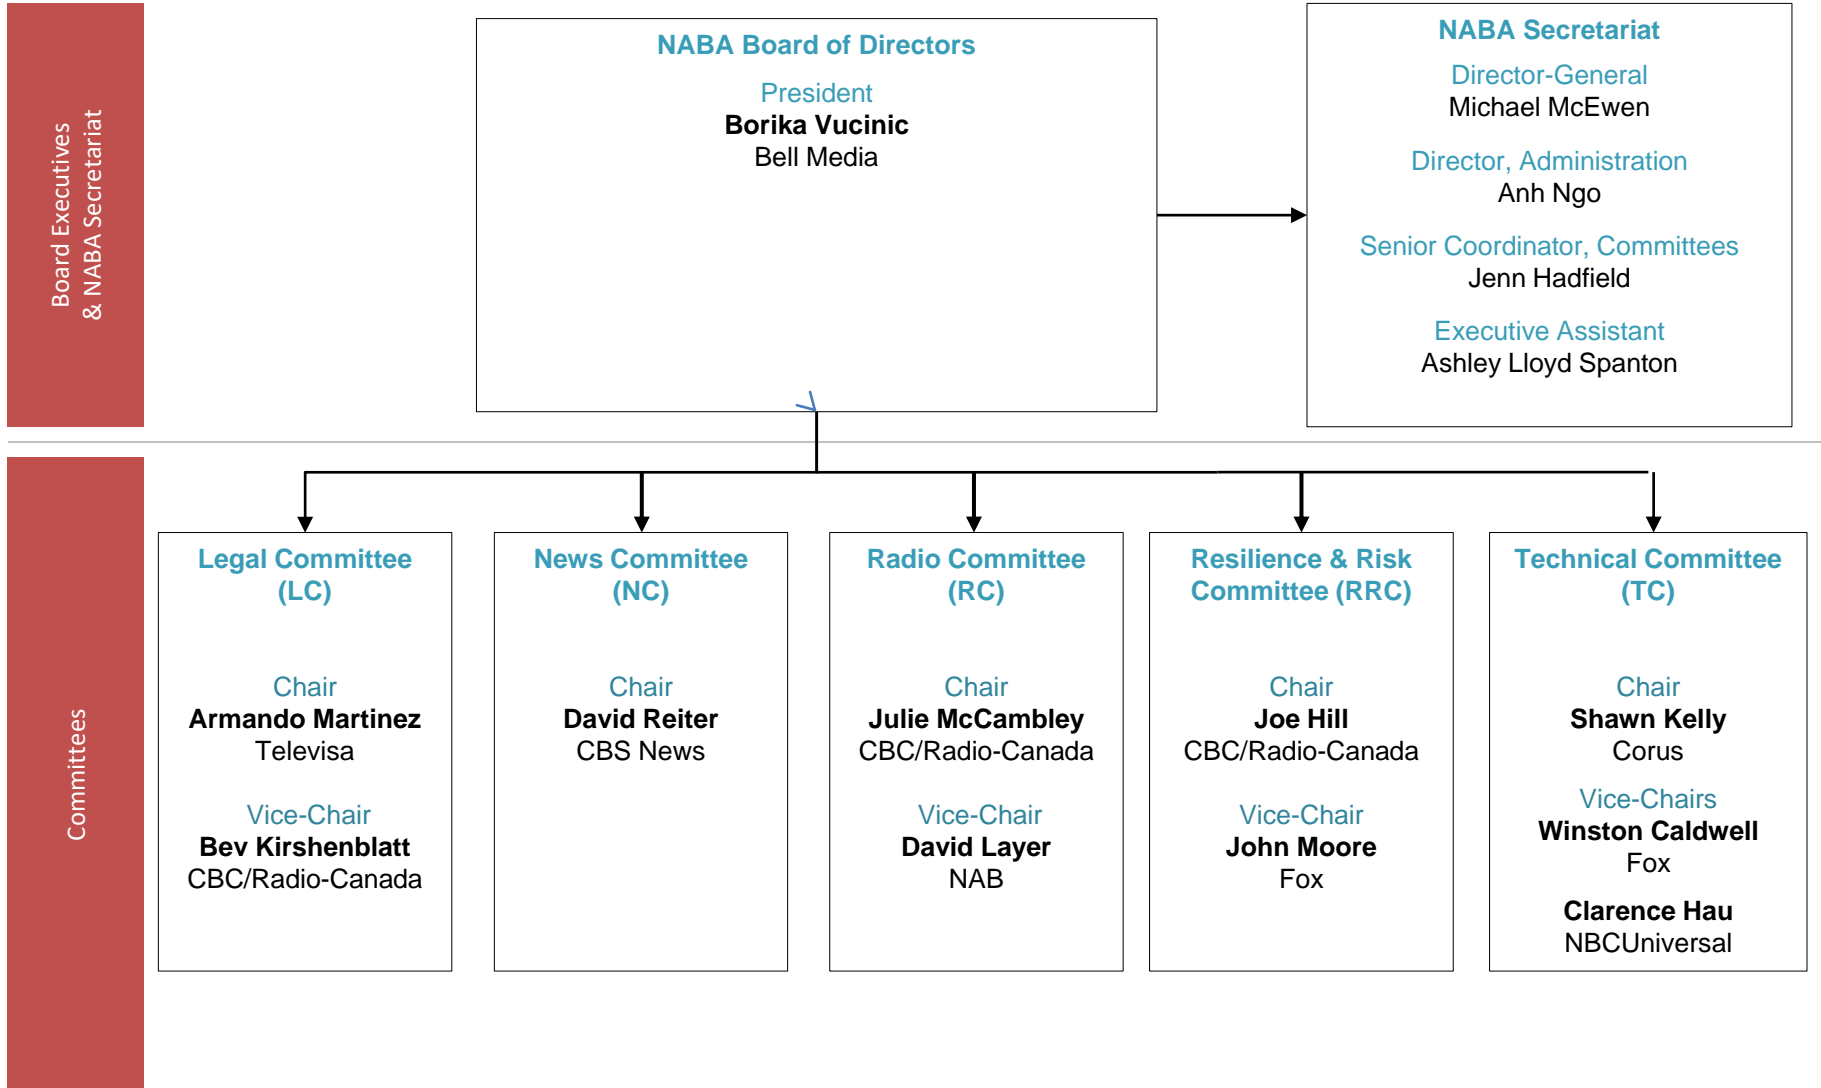 Board Executives
& NABA Secretariat
NABA Board of Directors
President
Borika Vucinic
Bell Media
NABA Secretariat
Director-General
Michael McEwen
Director, Administration
Anh Ngo
Senior Coordinator, Committees
Jenn Hadfield
Executive Assistant
Ashley Lloyd Spanton
Committees
Legal Committee
(LC)
Chair
Armando Martinez
Televisa
Vice-Chair
Bev Kirshenblatt
CBC/Radio-Canada
News Committee
(NC)
Chair
David Reiter
CBS News
Radio Committee
(RC)
Chair
Julie McCambley
CBC/Radio-Canada
Vice-Chair
David Layer
NAB
Resilience & Risk
Committee (RRC)
Chair
Joe Hill
CBC/Radio-Canada
Vice-Chair
John Moore
Fox
Technical Committee
(TC)
Chair
Shawn Kelly
Corus
Vice-Chairs
Winston Caldwell
Fox
Clarence Hau
NBCUniversal